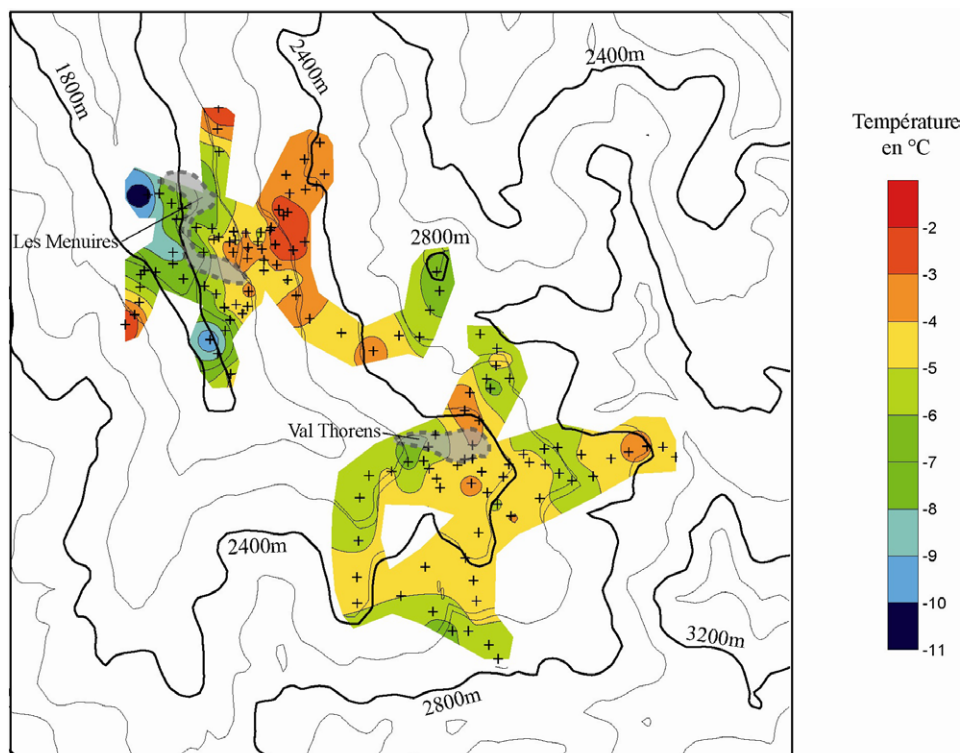 1800m
2400m
2400m
Température
en °C
Les Menuires
2800m
Val Thorens
2400m
2800m
3200m
-2
-3
-4
-5
-6
-7
-8
-9
-10
-11